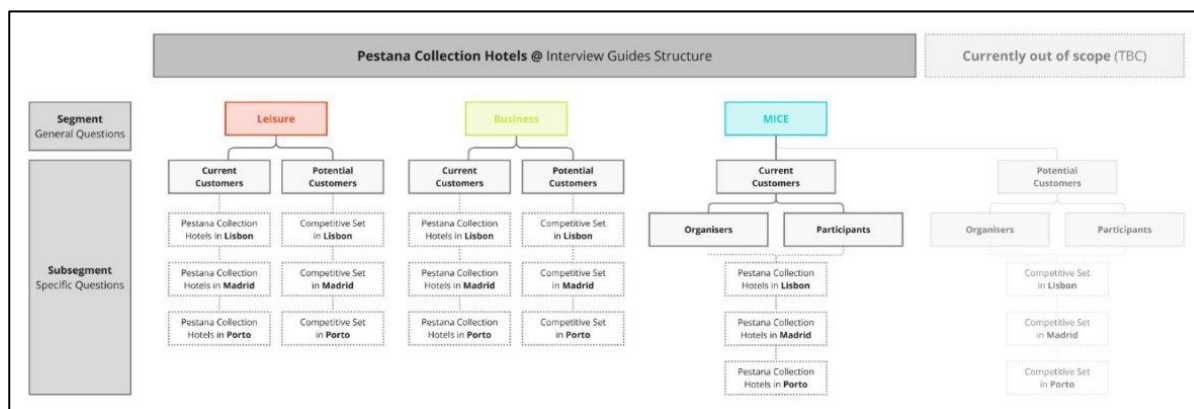 Pestana Collection Hotels @ Interview Guides Structure
Currently out of scope (TBC)
Segment
General Questions
Leisure
Business
MICE
Subsegment
Specific Questions
Current
Customers
Potential
Customers
Current
Customers
Potential
Customers
Current
Customers
Potential
Customers
Organisers
Participants
Organisers
Participants
Pestana Collection
Hotels in Lisbon
Competitive Set
in Lisbon
Pestana Collection
Hotels in Lisbon
Competitive Set
in Lisbon
Pestana Collection
Hotels in Lisbon
Competitive Set
in Lisbon
Pestana Collection
Hotels in Madrid
Competitive Set
in Madrid
Pestana Collection
Hotels in Madrid
Competitive Set
in Madrid
Pestana Collection
Hotels in Madrid
Competitive Set
in Madrid
Pestana Collection
Hotels in Porto
Competitive Set
in Porto
Pestana Collection
Hotels in Porto
Competitive Set
in Porto
Pestana Collection
Hotels in Porto
Competitive Set
in Porto